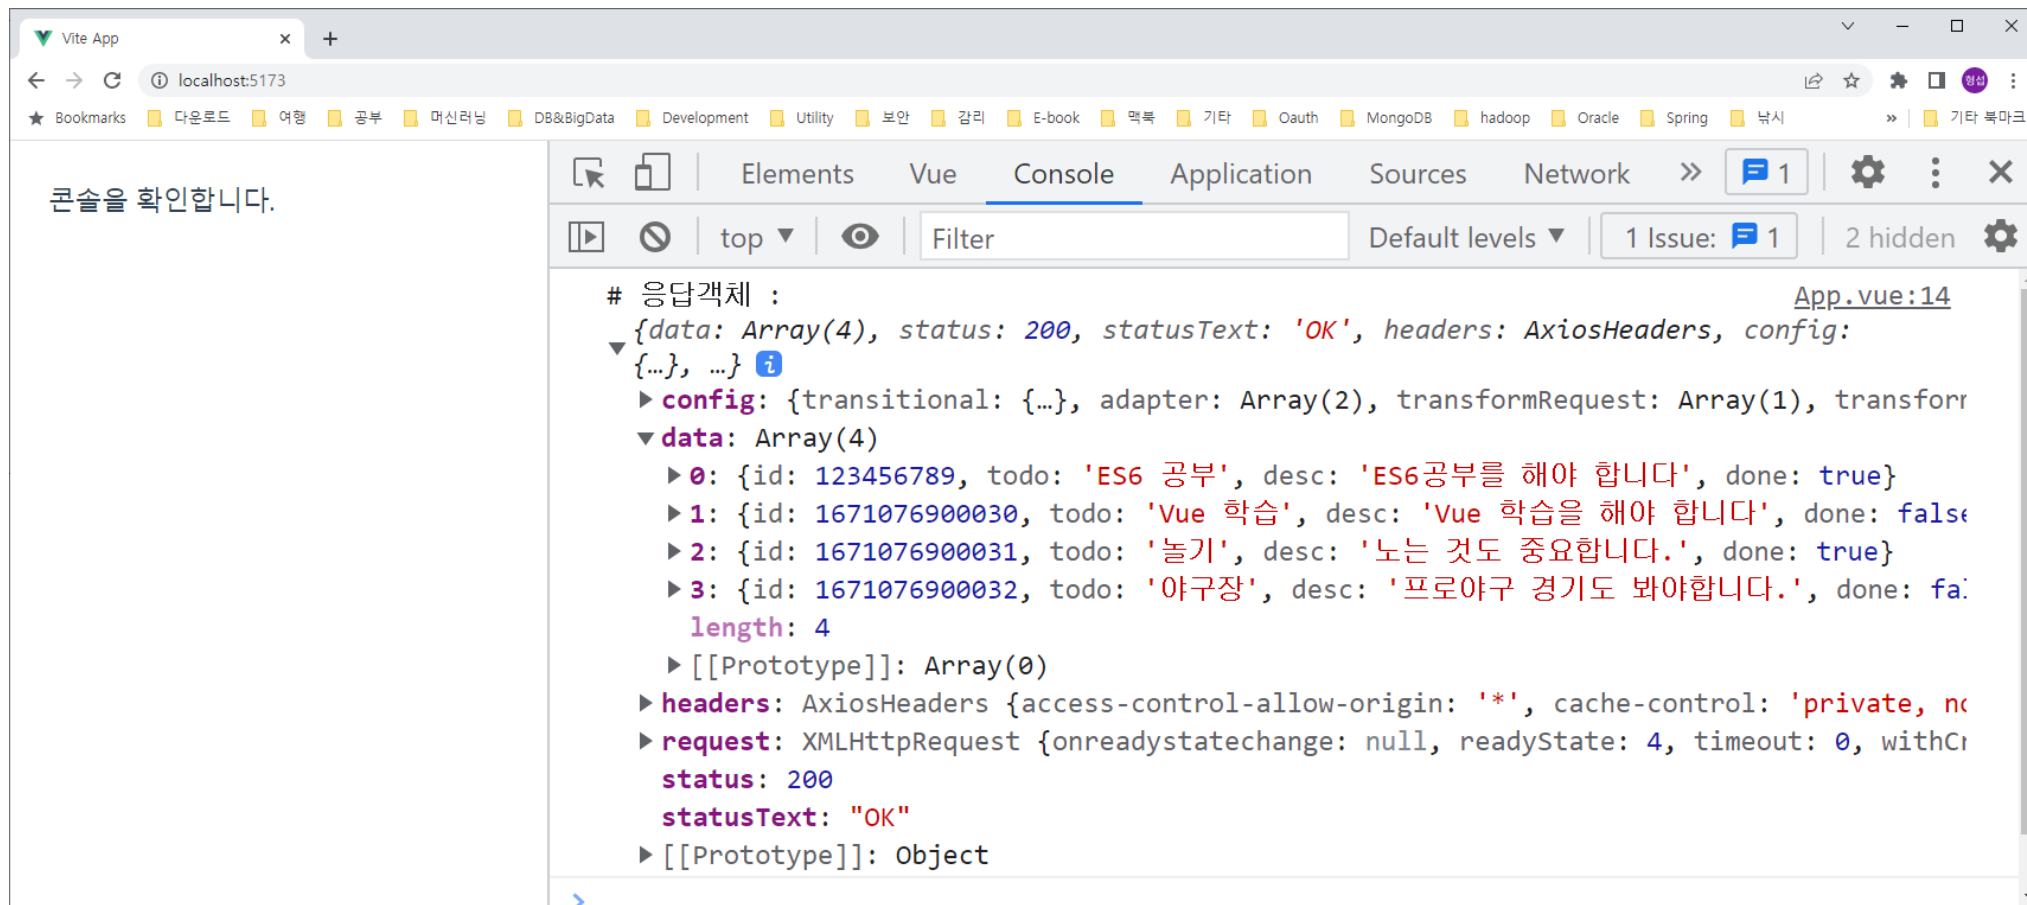 Vite App
localhost:5173
형섭
Bookmarks 다운로드 여행 공부 머신러닝 DB&BigData Development Utility 보안 감리 E-book 맥북 기타 Oauth MongoDB hadoop Oracle Spring 낚시 » 기타 북마크
콘솔을 확인합니다.
Elements Vue Console Application Sources Network » 1
top Filter Default levels 1 Issue: 1 2 hidden
# 응답객체 : App.vue:14
{data: Array(4), status: 200, statusText: 'OK', headers: AxiosHeaders, config:
{…}, …}
config: {transitional: {…}, adapter: Array(2), transformRequest: Array(1), transfor
data: Array(4)
0: {id: 123456789, todo: 'ES6 공부', desc: 'ES6공부를 해야 합니다', done: true}
1: {id: 1671076900030, todo: 'Vue 학습', desc: 'Vue 학습을 해야 합니다', done: false
2: {id: 1671076900031, todo: '놀기', desc: '노는 것도 중요합니다.', done: true}
3: {id: 1671076900032, todo: '야구장', desc: '프로야구 경기도 봐야합니다.', done: fal
length: 4
[[Prototype]]: Array(0)
headers: AxiosHeaders {access-control-allow-origin: '*', cache-control: 'private, no
request: XMLHttpRequest {onreadystatechange: null, readyState: 4, timeout: 0, withCr
status: 200
statusText: "OK"
[[Prototype]]: Object